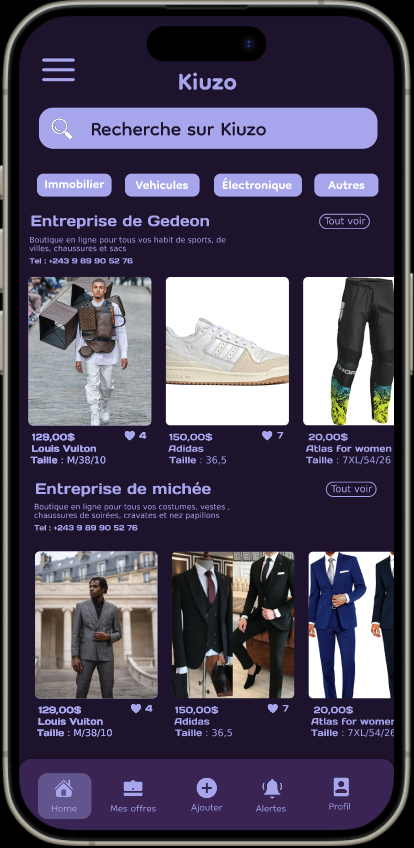 Kiuzo
Recherche sur Kiuzo
Immobilier Vehicules Électronique Autres
Entreprise de Gedeon Tout voir
Boutique en ligne pour tous vos habit de sports, de
villes, chaussures et sacs
Tel : +243 9 89 90 52 76
129,00$ 4 150,00$ 7 20,00$
Louis Vuiton Adidas Atlas for women
Taille : M/38/10 Taille : 36,5 Taille : 7XL/54/26
Entreprise de michée Tout voir
Boutique en ligne pour tous vos costumes, vestes ,
chaussures de soirées, cravates et nez papillons
Tel : +243 9 89 90 52 76
129,00$ 4 150,00$ 7 20,00$
Louis Vuiton Adidas Atlas for women
Taille : M/38/10 Taille : 36,5 Taille : 7XL/54/26
Home Mes offres Ajouter Alertes Profil